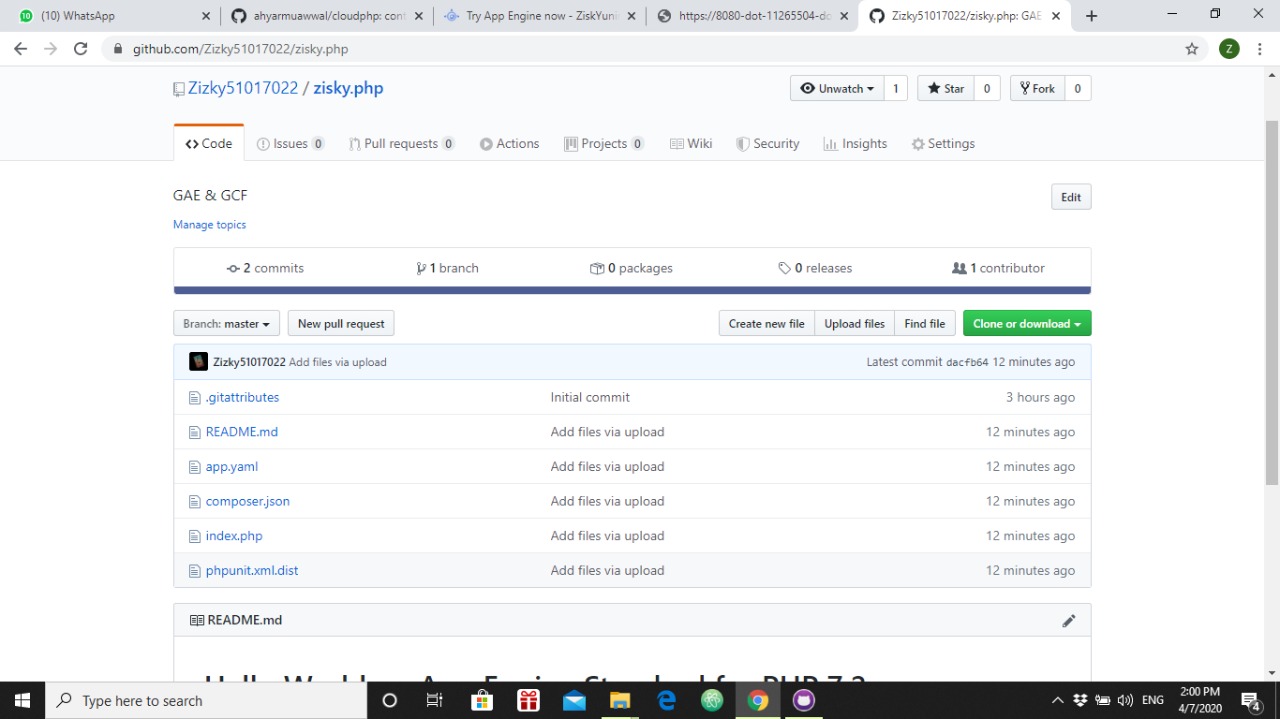 (10) WhatsApp
ahyarmuawwal/cloudphp: cont
Try App Engine now - ZiskYunin
https://8080-dot-11265504-do
Zizky51017022/zisky.php: GAE
github.com/Zizky51017022/zisky.php
Z
Zizky51017022 / zisky.php
Unwatch 1
Star 0
Fork 0
Code
Issues 0
Pull requests 0
Actions
Projects 0
Wiki
Security
Insights
Settings
GAE & GCF
Edit
Manage topics
2 commits
1 branch
0 packages
0 releases
1 contributor
Branch: master
New pull request
Create new file
Upload files
Find file
Clone or download
Zizky51017022 Add files via upload
Latest commit dacfb64 12 minutes ago
.gitattributes Initial commit 3 hours ago
README.md Add files via upload 12 minutes ago
app.yaml Add files via upload 12 minutes ago
composer.json Add files via upload 12 minutes ago
index.php Add files via upload 12 minutes ago
phpunit.xml.dist Add files via upload 12 minutes ago
README.md
Type here to search
ENG
2:00 PM
4/7/2020
4